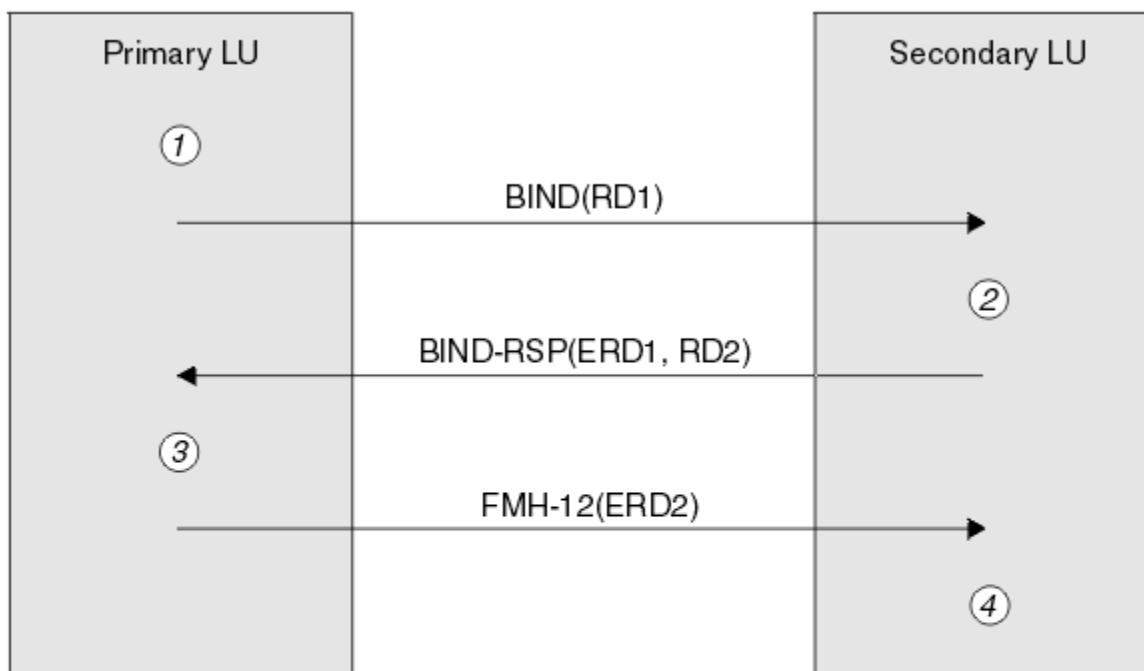 Primary LU
Secondary LU
1
BIND(RD1)
2
BIND-RSP(ERD1, RD2)
3
FMH-12(ERD2)
4